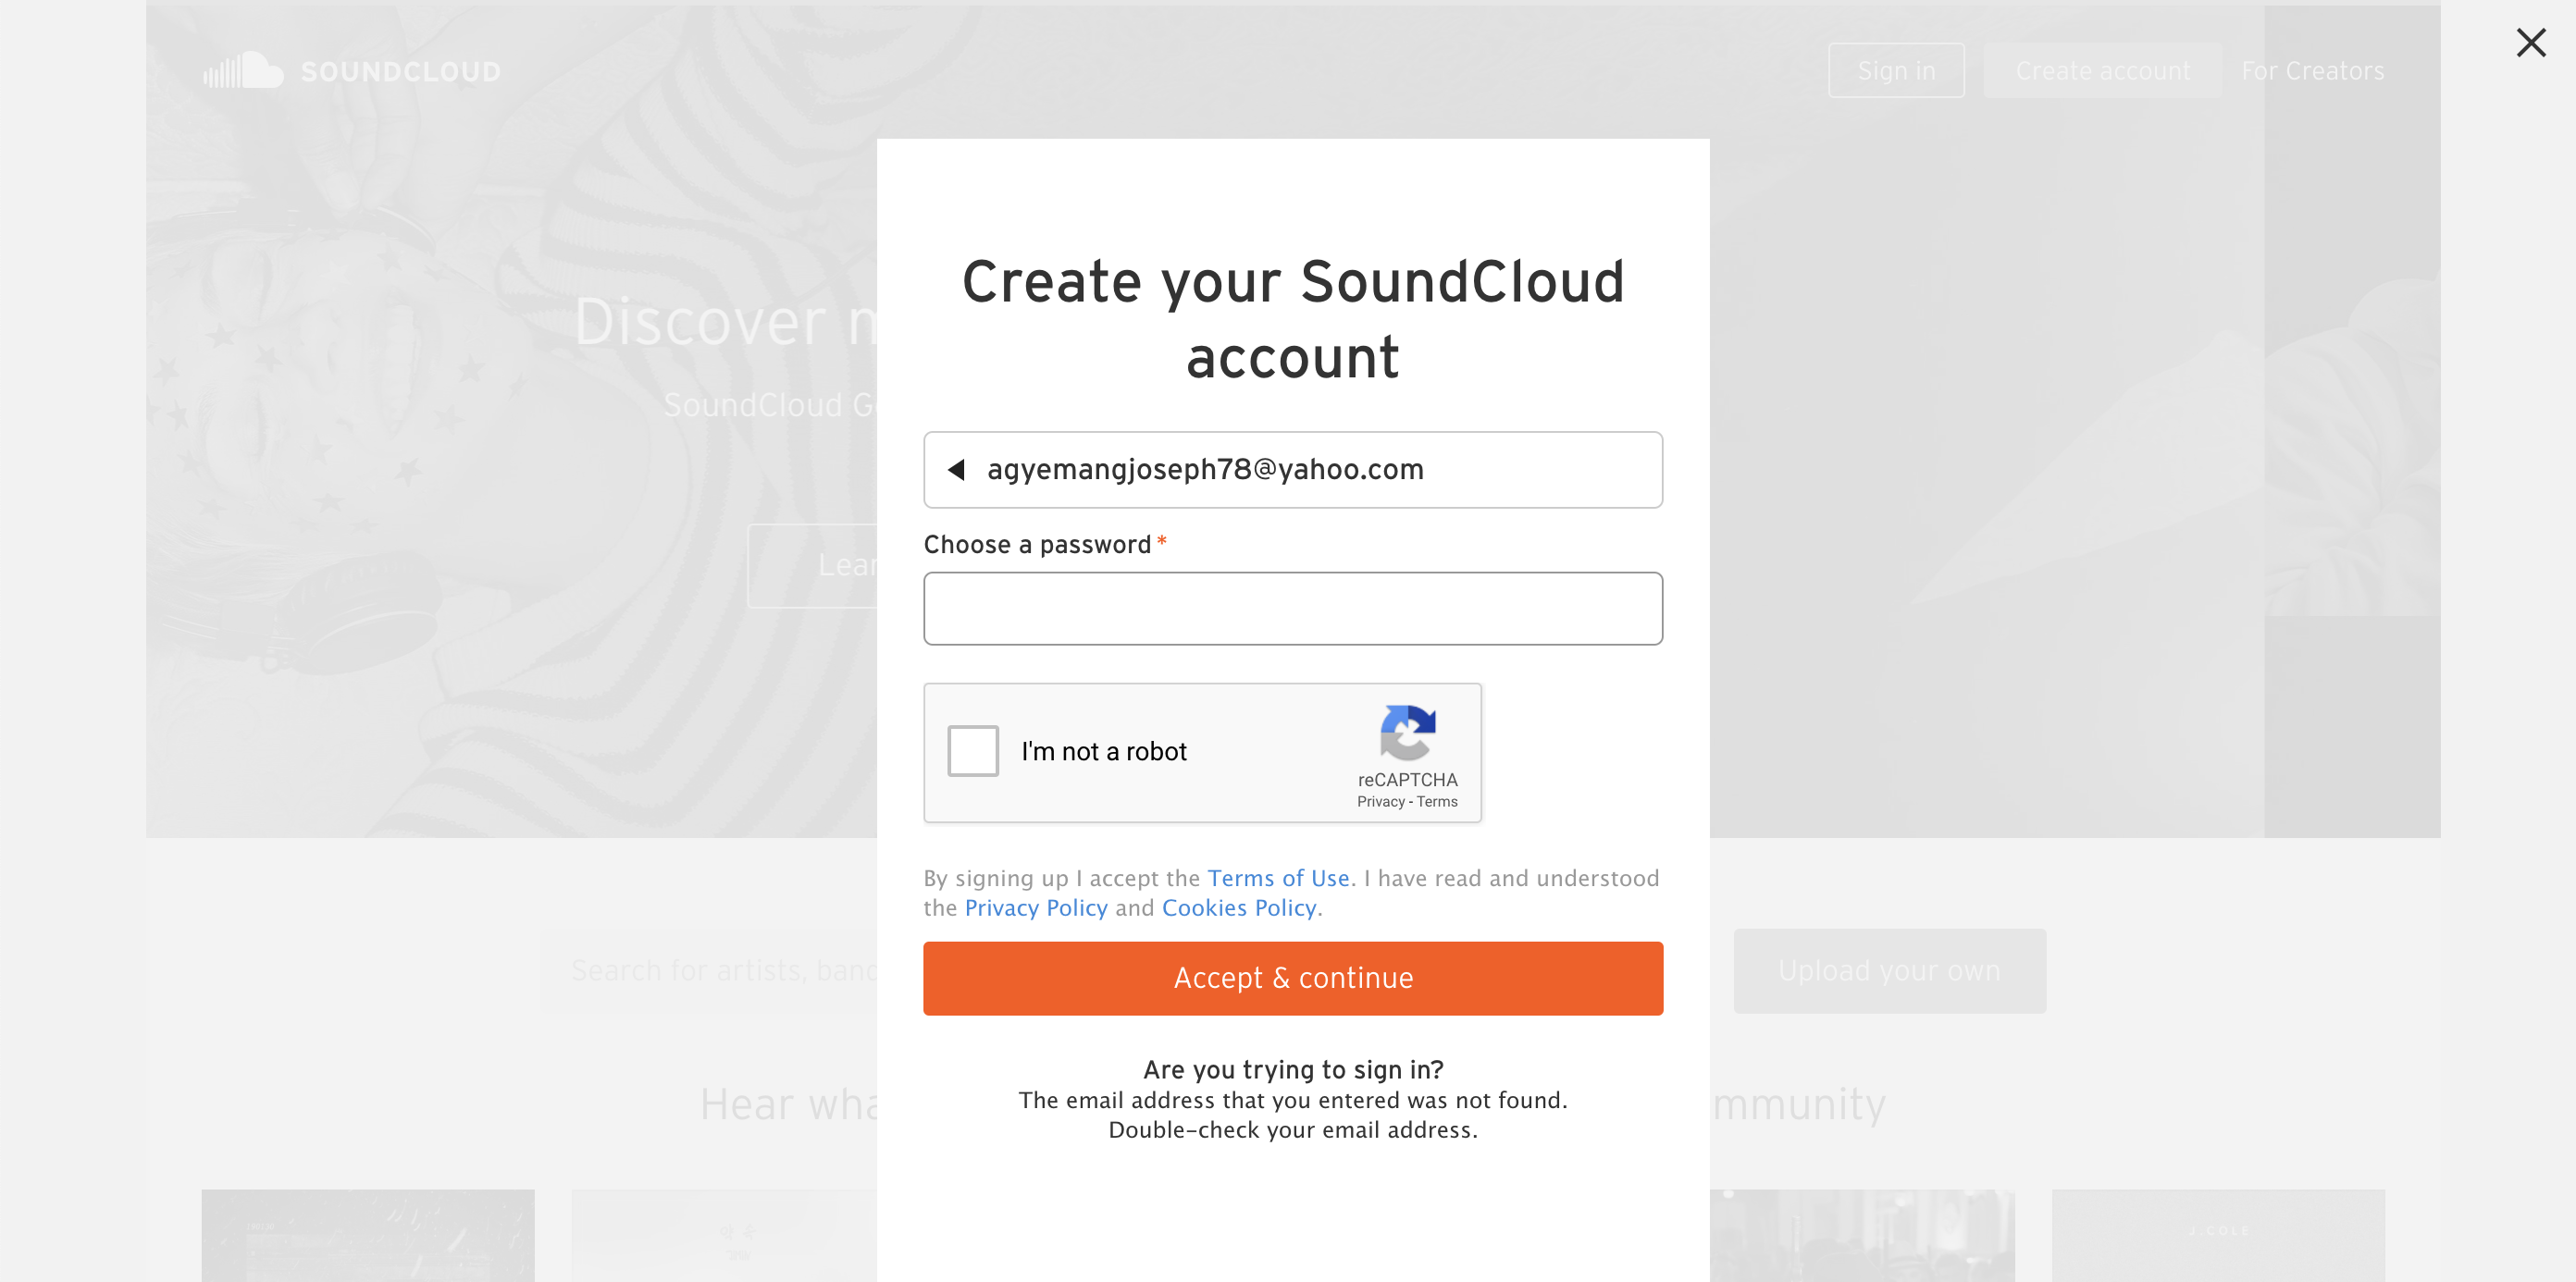 SOUNDCLOUD
Sign in
Create account
For Creators
Discover m
SoundCloud G
Lear
Create your SoundCloud
account
agyemangjoseph78@yahoo.com
Choose a password *
I'm not a robot
reCAPTCHA
Privacy - Terms
By signing up I accept the Terms of Use. I have read and understood
the Privacy Policy and Cookies Policy.
Accept & continue
Are you trying to sign in?
The email address that you entered was not found.
Double-check your email address.
Search for artists, banc
Upload your own
Hear wha
mmunity
J.COLE